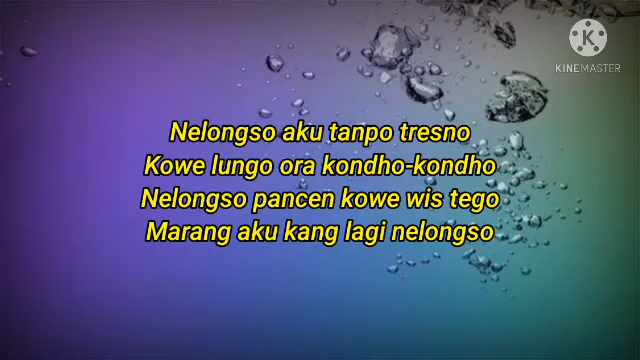 KINEMASTER
Nelongso aku tanpo tresno
Kowe lungo ora kondho-kondho
Nelongso pancen kowe wis tego
Marang aku kang lagi nelongso